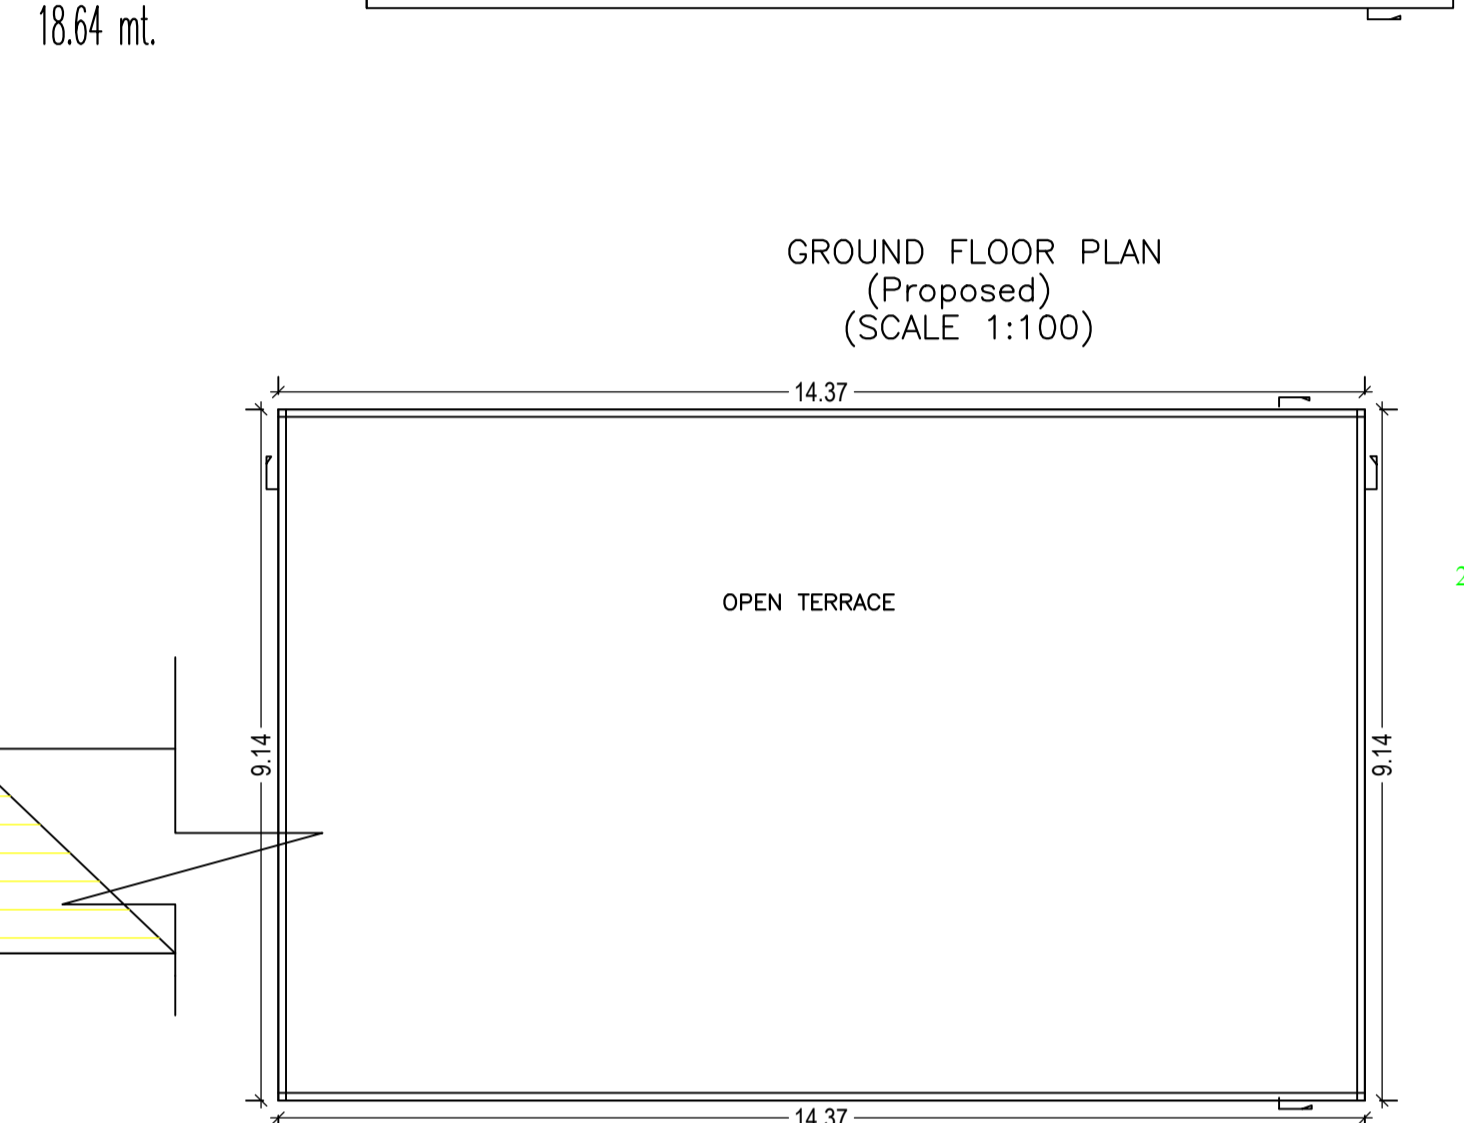 18.64 mt.
GROUND FLOOR PLAN
(Proposed)
(SCALE 1:100)
14.37
OPEN TERRACE
9.14
9.14
14.37